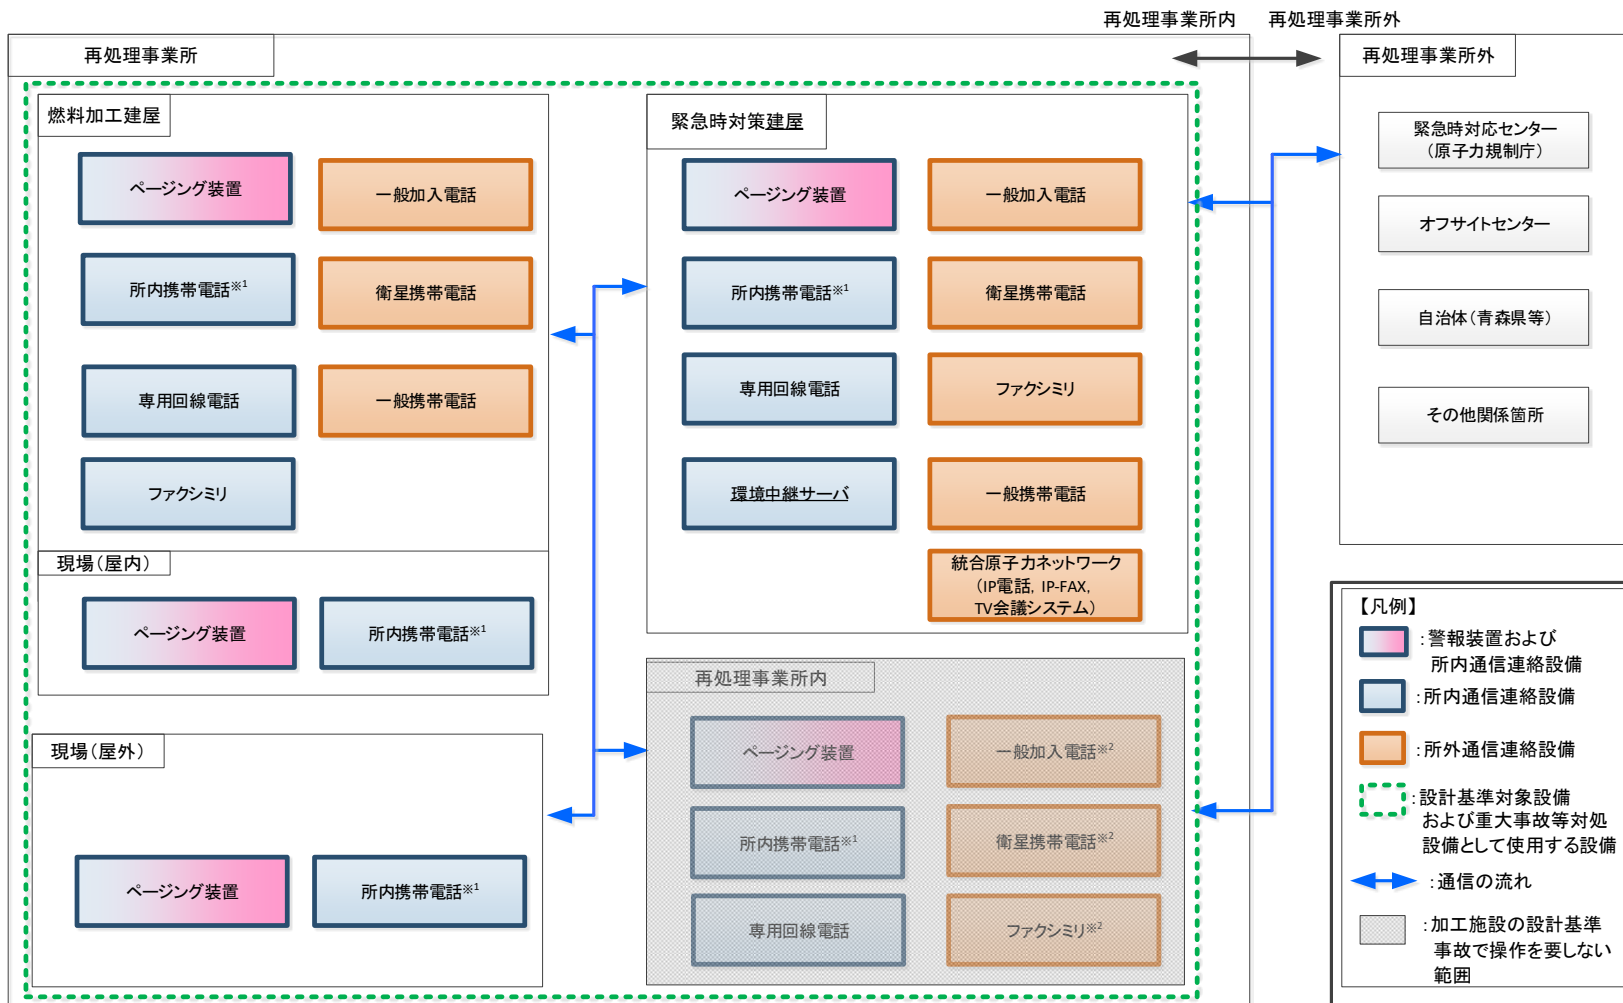 再処理事業所内
再処理事業所外
再処理事業所
燃料加工建屋
ページング装置
一般加入電話
所内携帯電話※1
衛星携帯電話
専用回線電話
一般携帯電話
ファクシミリ
現場(屋内)
ページング装置
所内携帯電話※1
現場(屋外)
ページング装置
所内携帯電話※1
緊急時対策建屋
ページング装置
一般加入電話
所内携帯電話※1
衛星携帯電話
専用回線電話
ファクシミリ
環境中継サーバ
一般携帯電話
統合原子力ネットワーク
(IP電話, IP-FAX,
TV会議システム)
再処理事業所内
ページング装置
一般加入電話※2
所内携帯電話※1
衛星携帯電話※2
専用回線電話
ファクシミリ※2
再処理事業所外
緊急時対応センター
(原子力規制庁)
オフサイトセンター
自治体(青森県等)
その他関係箇所
【凡例】
:警報装置および
所内通信連絡設備
:所内通信連絡設備
:所外通信連絡設備
:設計基準対象設備
および重大事故等対処
設備として使用する設備
:通信の流れ
:加工施設の設計基準
事故で操作を要しない
範囲